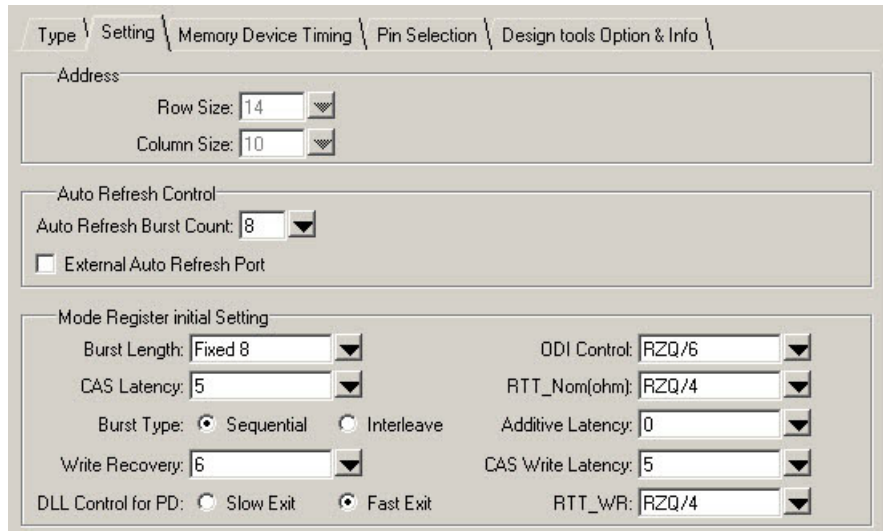 Type Setting Memory Device Timing Pin Selection Design tools Option & Info
Address
Row Size: 14
Column Size: 10
Auto Refresh Control
Auto Refresh Burst Count: 8
External Auto Refresh Port
Mode Register initial Setting
Burst Length: Fixed 8 ODI Control: RZQ/6
CAS Latency: 5 RTT_Nom(ohm): RZQ/4
Burst Type: Sequential Interleave Additive Latency: 0
Write Recovery: 6 CAS Write Latency: 5
DLL Control for PD: Slow Exit Fast Exit RTT_WR: RZQ/4